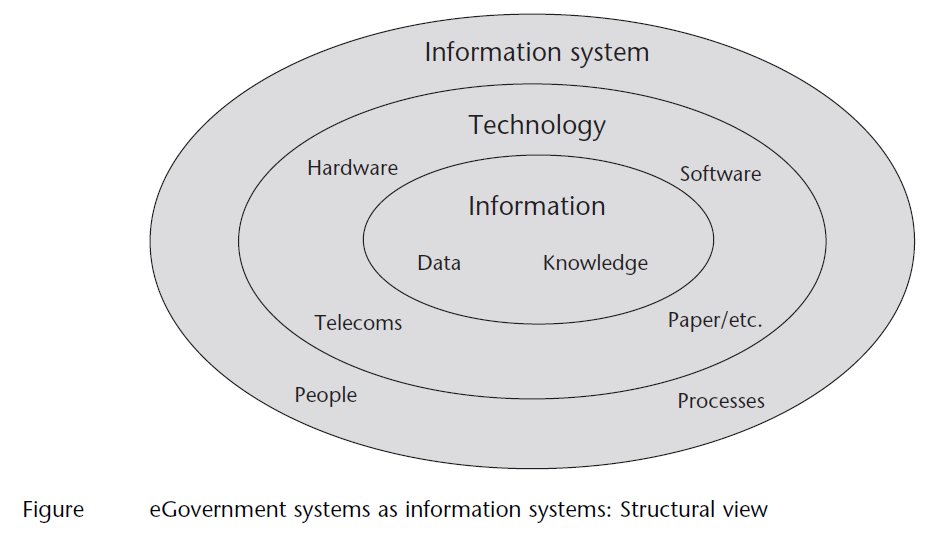 Information system
Technology
Hardware
Software
Information
Data Knowledge
Telecoms
Paper/etc.
People
Processes
Figure eGovernment systems as information systems: Structural view